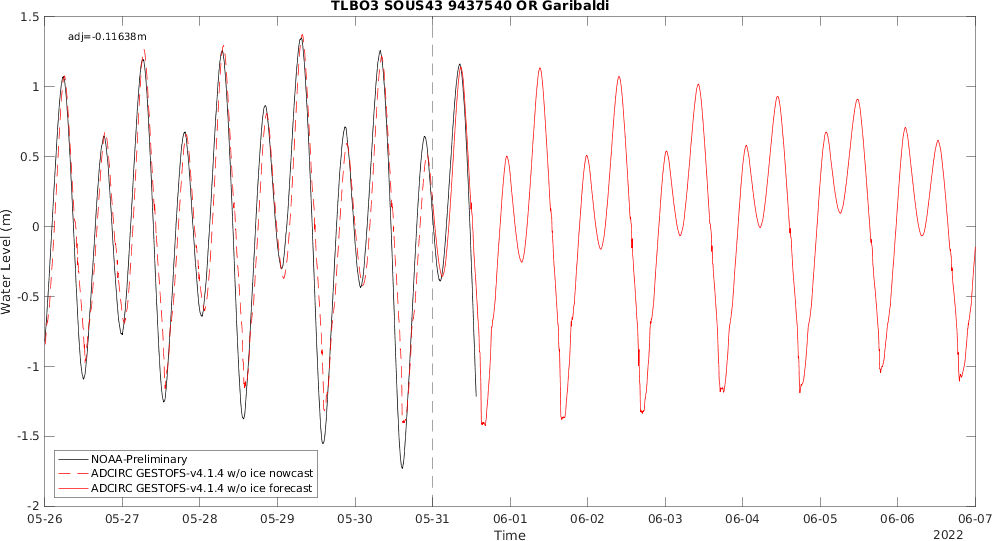 TLBO3 SOUS43 9437540 OR Garibaldi
adj=-0.11638m
1.5
1
0.5
0
-0.5
-1
-1.5
-2
Water Level (m)
NOAA-Preliminary
ADCIRC GESTOFS-v4.1.4 w/o ice nowcast
ADCIRC GESTOFS-v4.1.4 w/o ice forecast
05-26 05-27 05-28 05-29 05-30 05-31 06-01 06-02 06-03 06-04 06-05 06-06 06-07
Time
2022